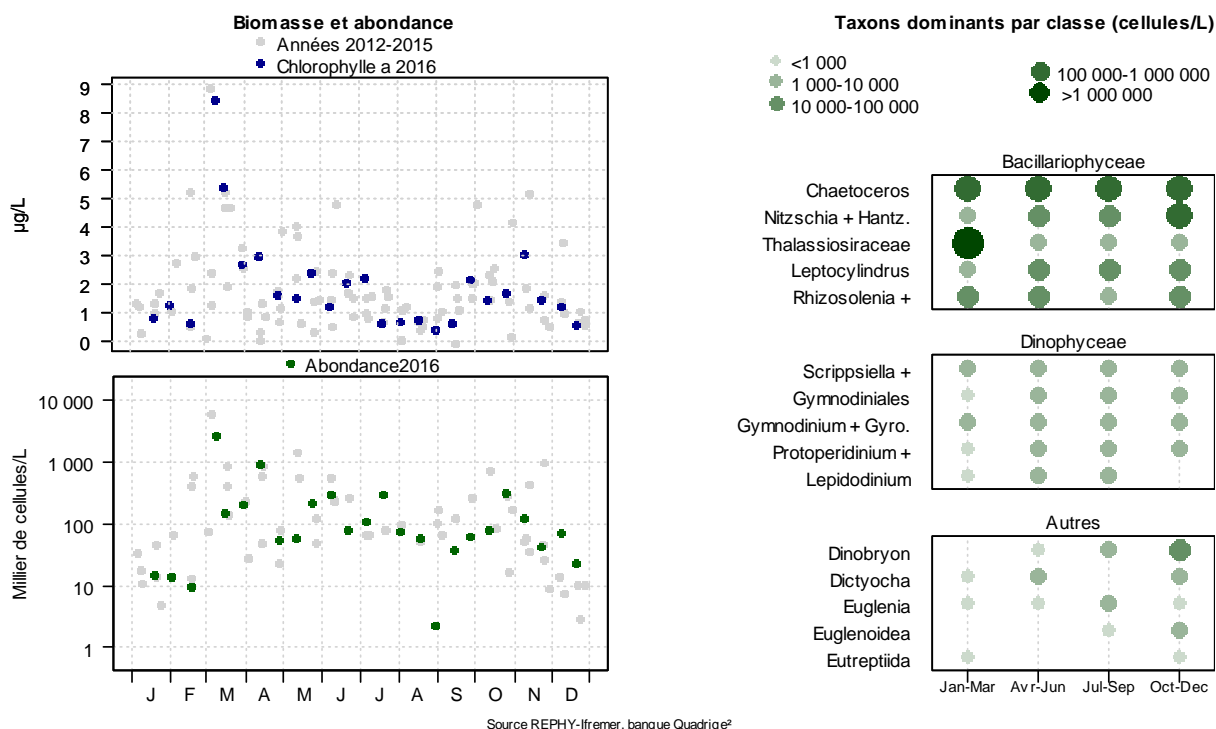 Biomasse et abondance
Années 2012-2015
Chlorophylle a 2016
9
8
7
6
5
4
3
2
1
0
µg/L
Abondance2016
10 000
1 000
100
10
1
Millier de cellules/L
J F M A M J J A S O N D
Taxons dominants par classe (cellules/L)
<1 000
1 000-10 000
10 000-100 000
100 000-1 000 000
>1 000 000
Bacillariophyceae
Chaetoceros
Nitzschia + Hantz.
Thalassiosiraceae
Leptocylindrus
Rhizosolenia +
Dinophyceae
Scrippsiella +
Gymnodiniales
Gymnodinium + Gyro.
Protoperidinium +
Lepidodinium
Autres
Dinobryon
Dictyocha
Euglenia
Euglenoidea
Eutreptiida
Jan-Mar Avr-Jun Jul-Sep Oct-Dec
Source REPHY-Ifremer, banque Quadrige²